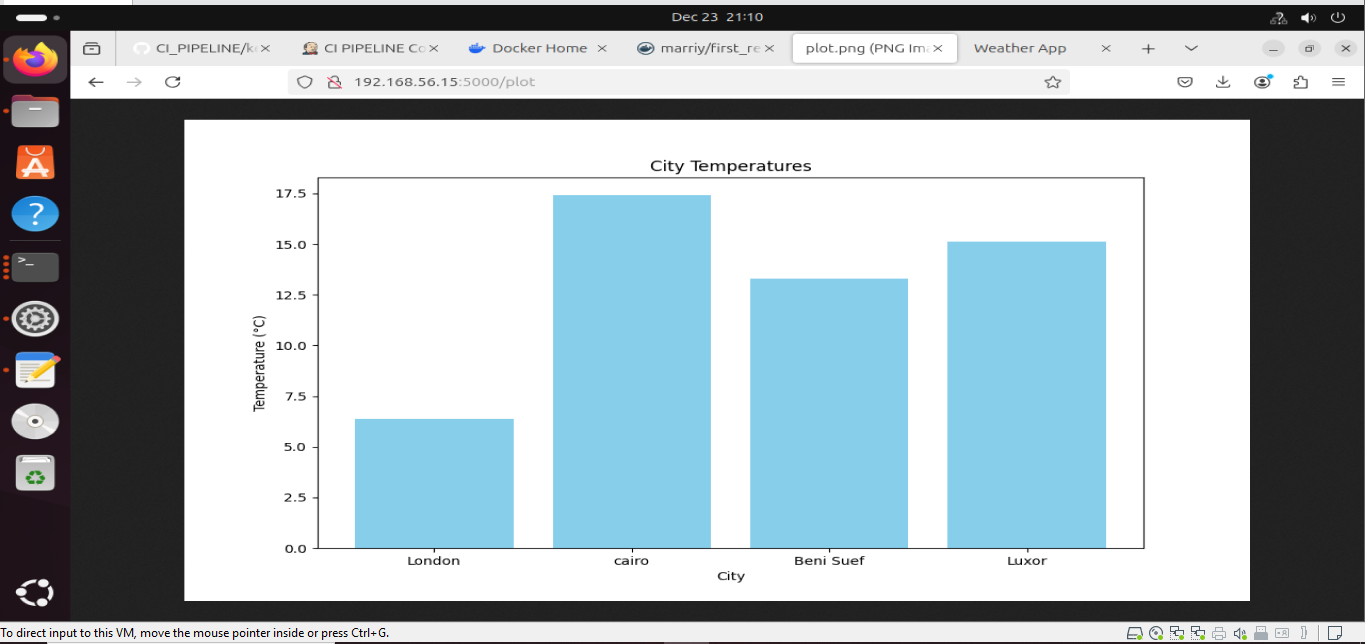 Dec 23 21:10
CI_PIPELINE/k
CI PIPELINE Co
Docker Home
marriy/first_re
plot.png (PNG Im
Weather App
192.168.56.15:5000/plot
City Temperatures
17.5
15.0
12.5
10.0
7.5
5.0
2.5
0.0
Temperature (°C)
London cairo Beni Suef Luxor
City
To direct input to this VM, move the mouse pointer inside or press Ctrl+G.